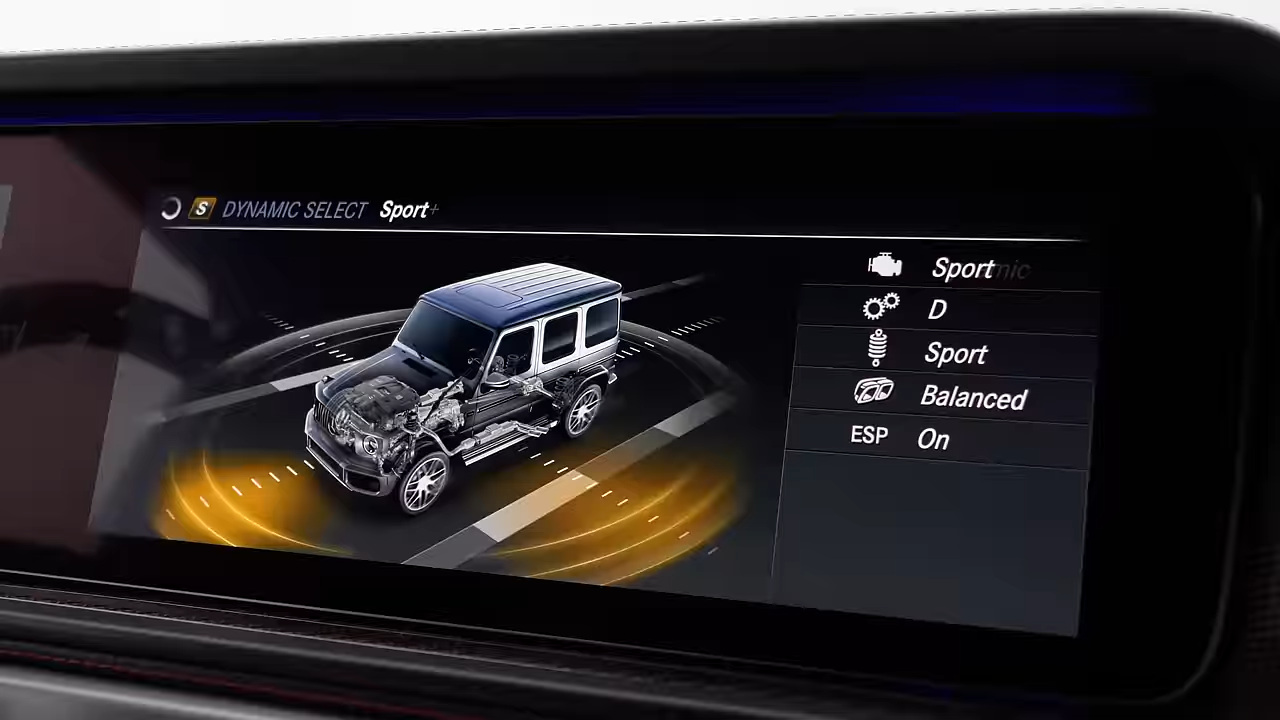 S DYNAMIC SELECT Sport+
Sport
D
Sport
Balanced
ESP On